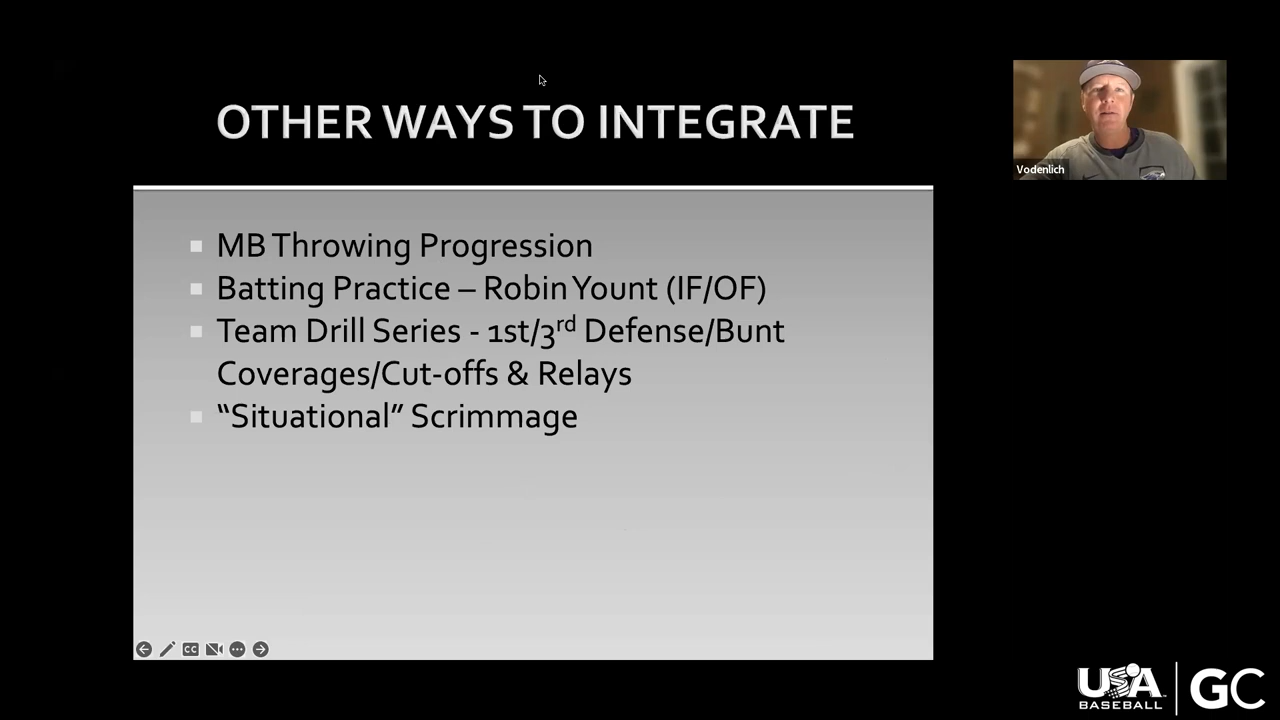 OTHER WAYS TO INTEGRATE
MB Throwing Progression
Batting Practice – Robin Yount (IF/OF)
Team Drill Series - 1st/3rd Defense/Bunt
Coverages/Cut-offs & Relays
“Situational” Scrimmage
Vodenlich
CC
USA
BASEBALL
GC